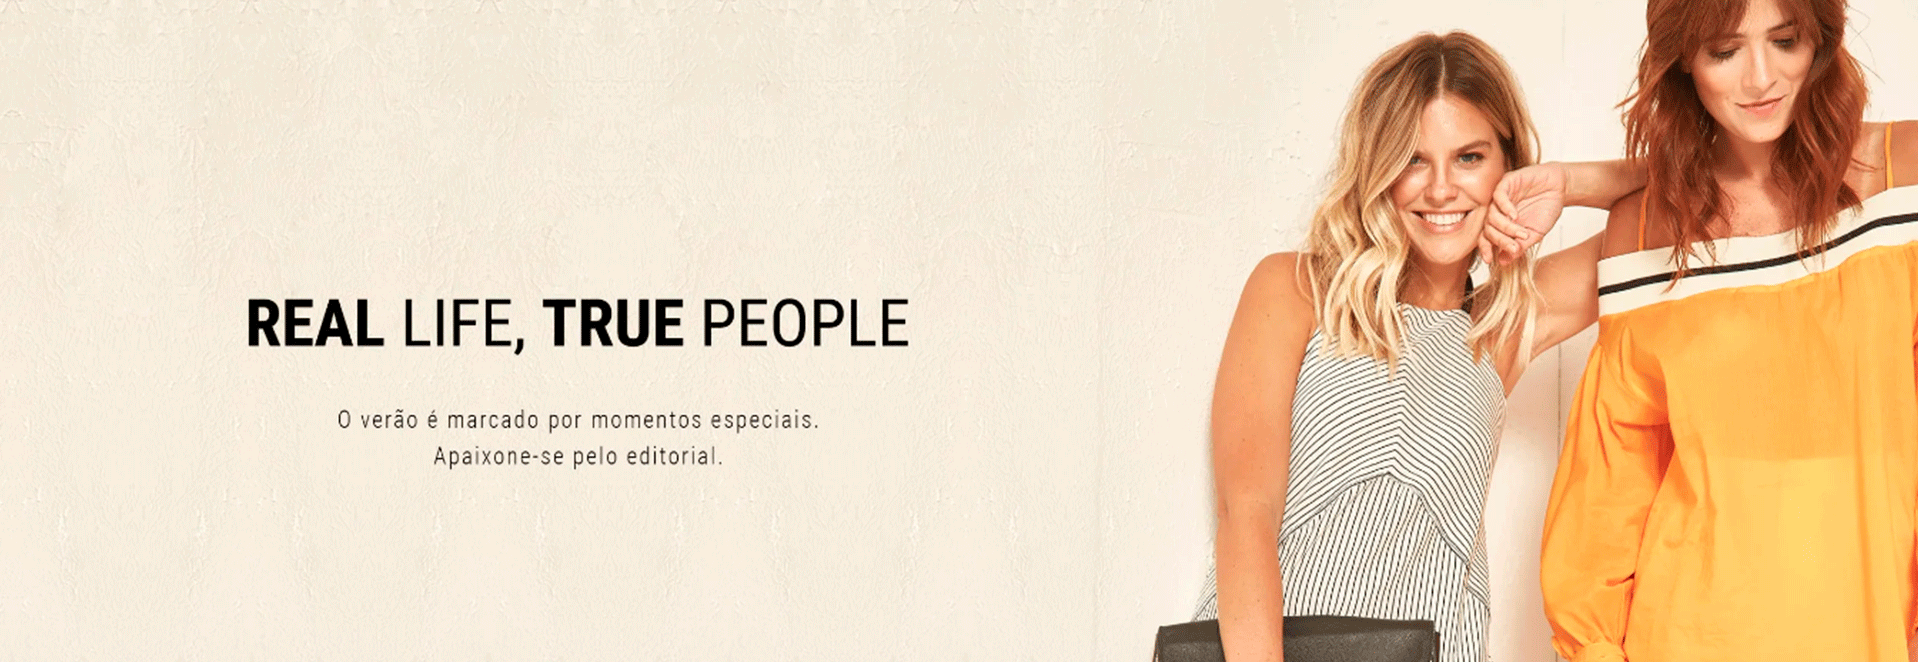 REAL LIFE, TRUE PEOPLE
O verão é marcado por momentos especiais.
Apaixone-se pelo editorial.